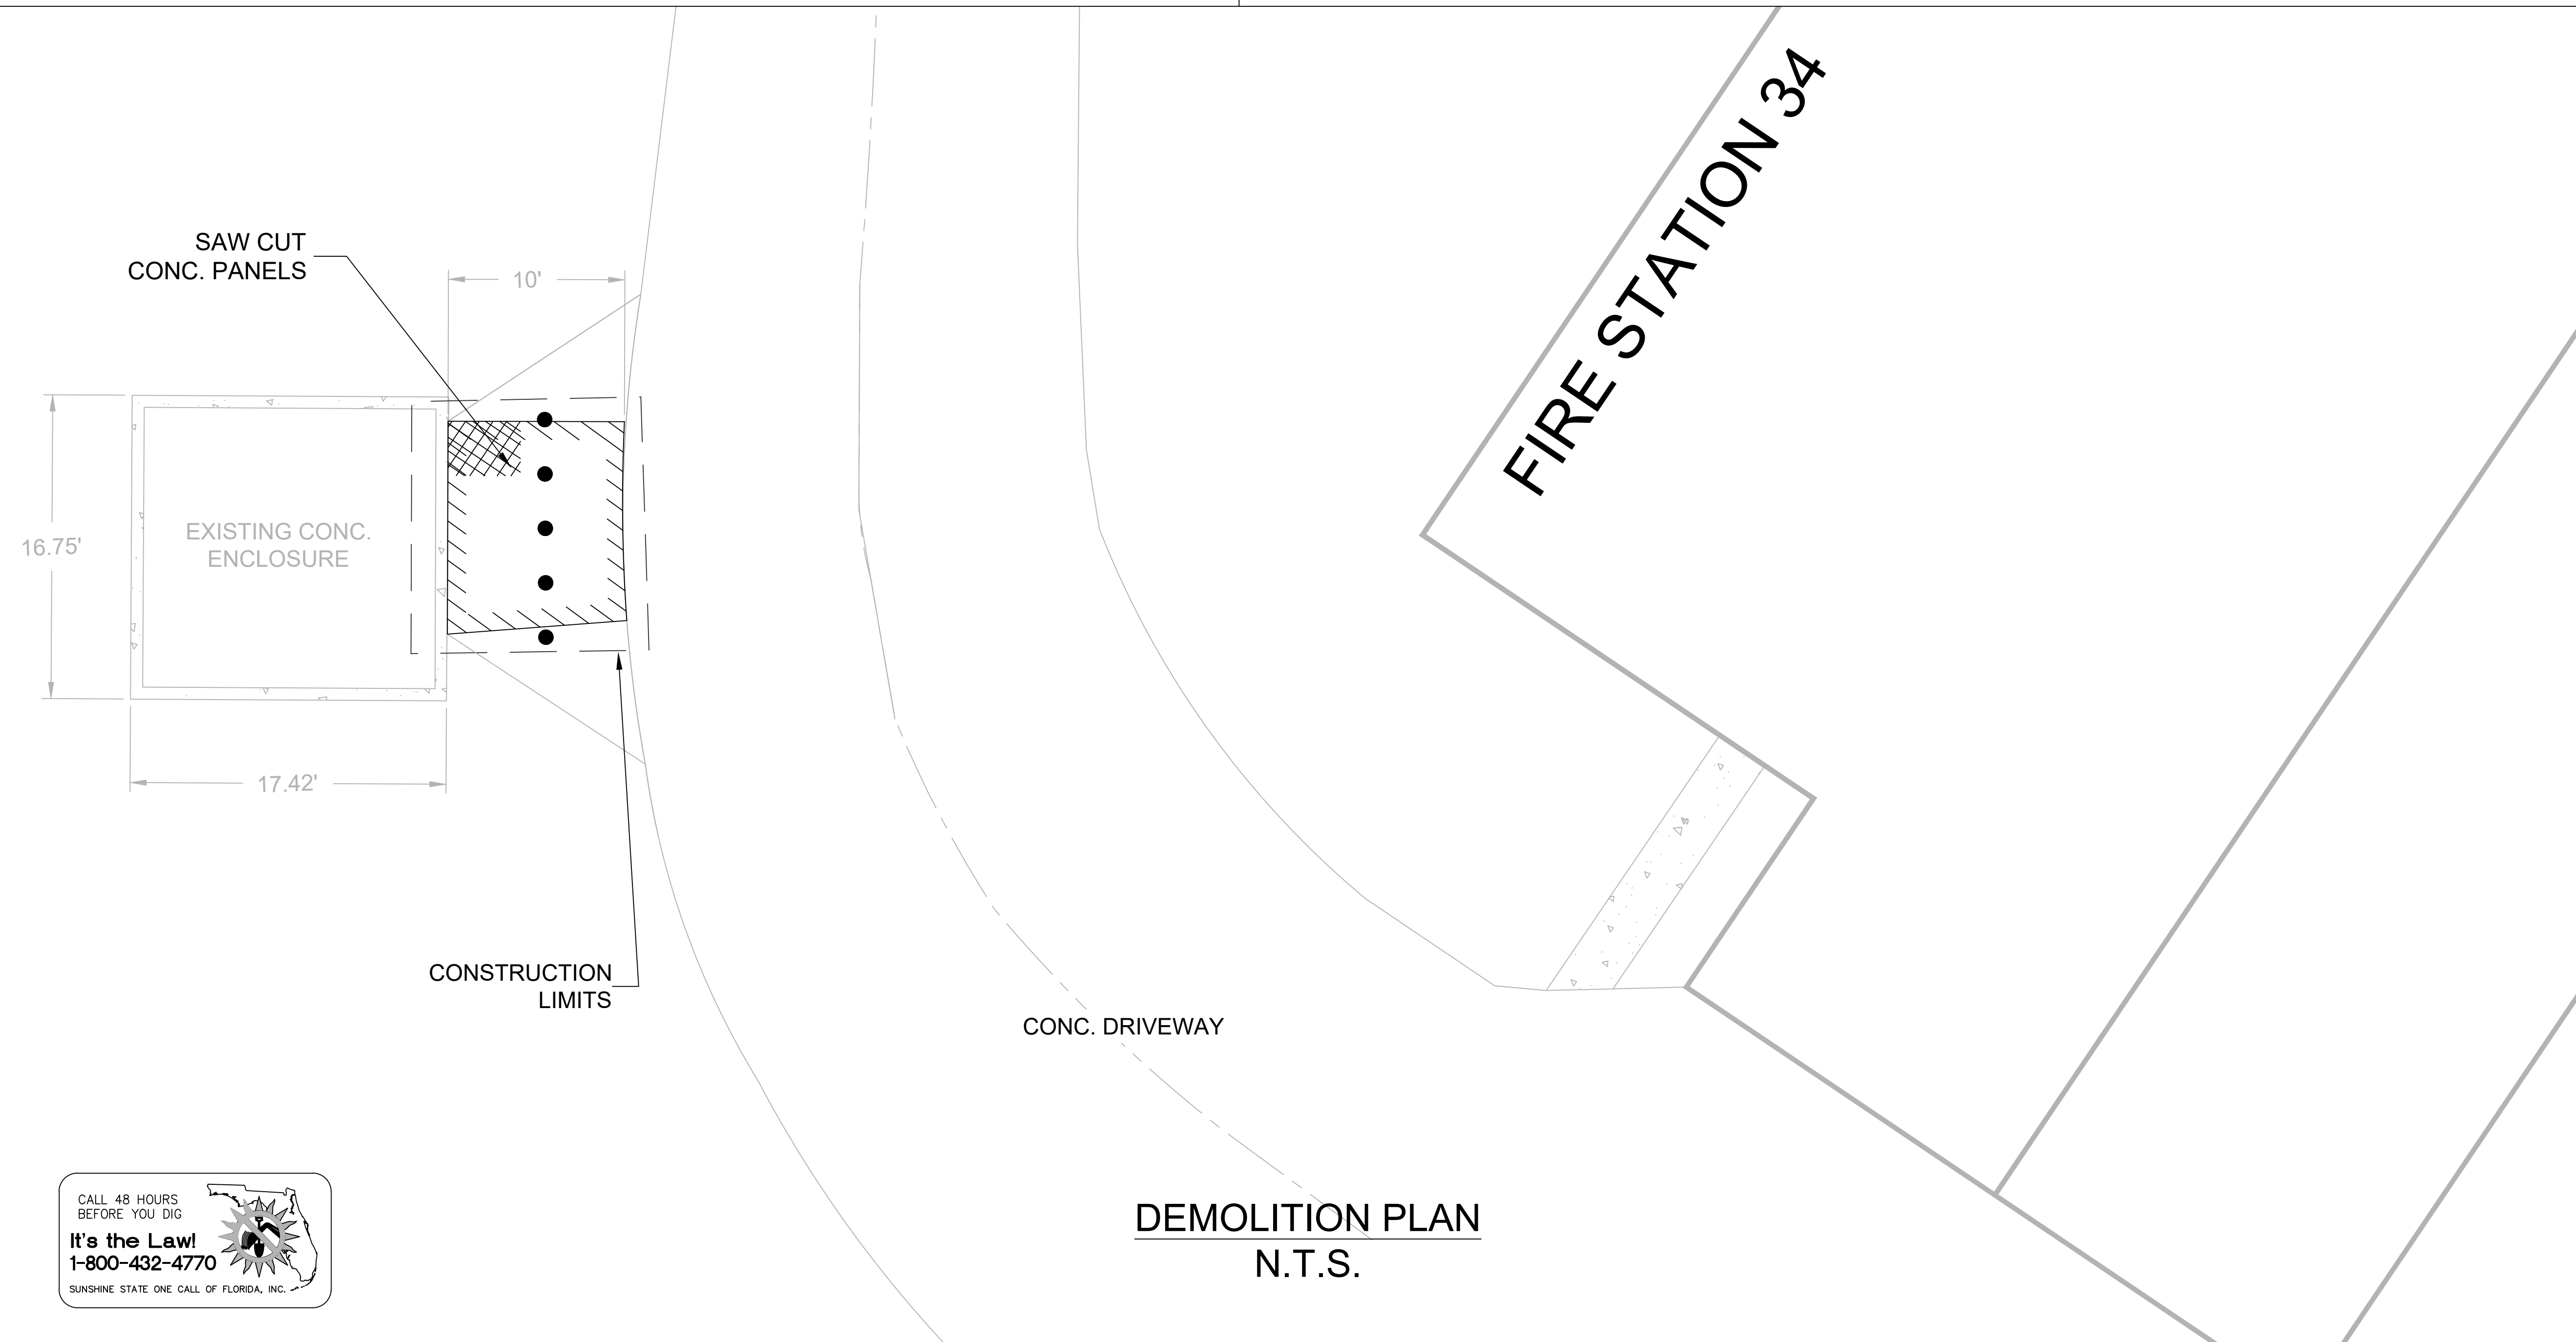 FIRE STATION 34
SAW CUT
CONC. PANELS
10'
EXISTING CONC.
ENCLOSURE
16.75'
17.42'
CONSTRUCTION
LIMITS
CONC. DRIVEWAY
CALL 48 HOURS
BEFORE YOU DIG
It's the Law!
1-800-432-4770
SUNSHINE STATE ONE CALL OF FLORIDA, INC.
DEMOLITION PLAN
N.T.S.